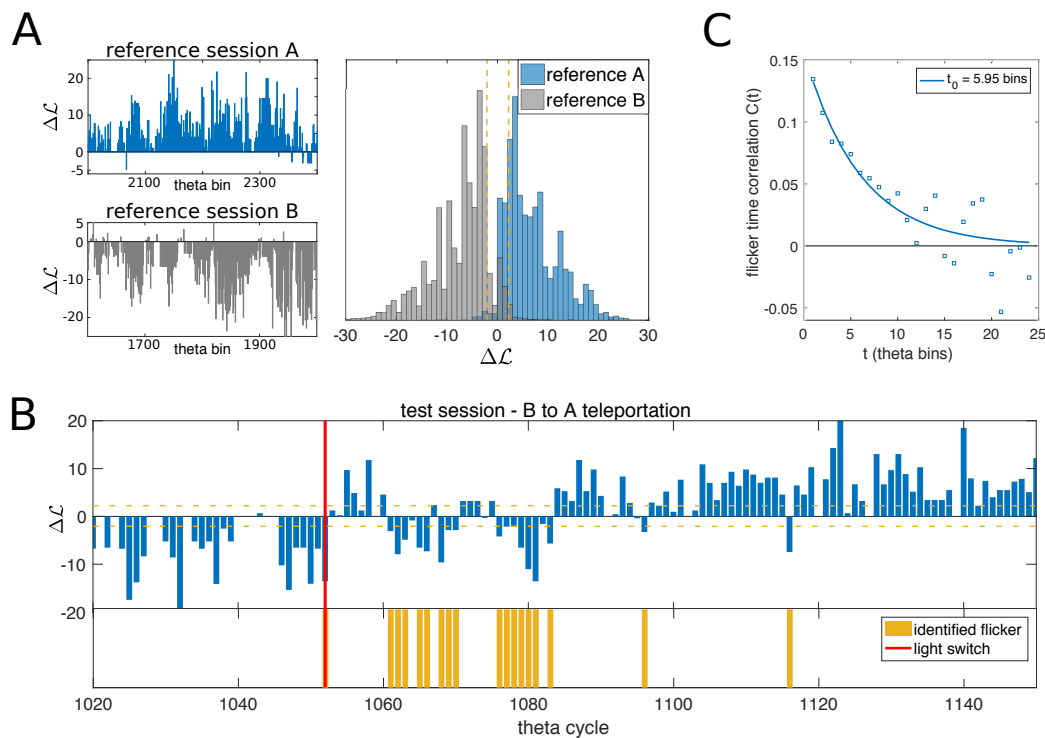 A
reference session A
25
20
10
0
-5
Δℒ
2100
theta bin
2300
reference session B
5
0
-10
-20
Δℒ
1700
theta bin
1900
reference A
reference B
-30
-20
-10
-5
0
5
10
20
30
Δℒ
C
0.15
0.1
0.05
0
-0.05
flicker time correlation C(t)
t0 = 5.95 bins
0
5
10
15
20
25
t (theta bins)
B
test session - B to A teleportation
20
10
0
-10
-20
Δℒ
identified flicker
light switch
1020
1040
1060
1080
1100
1120
1140
theta cycle